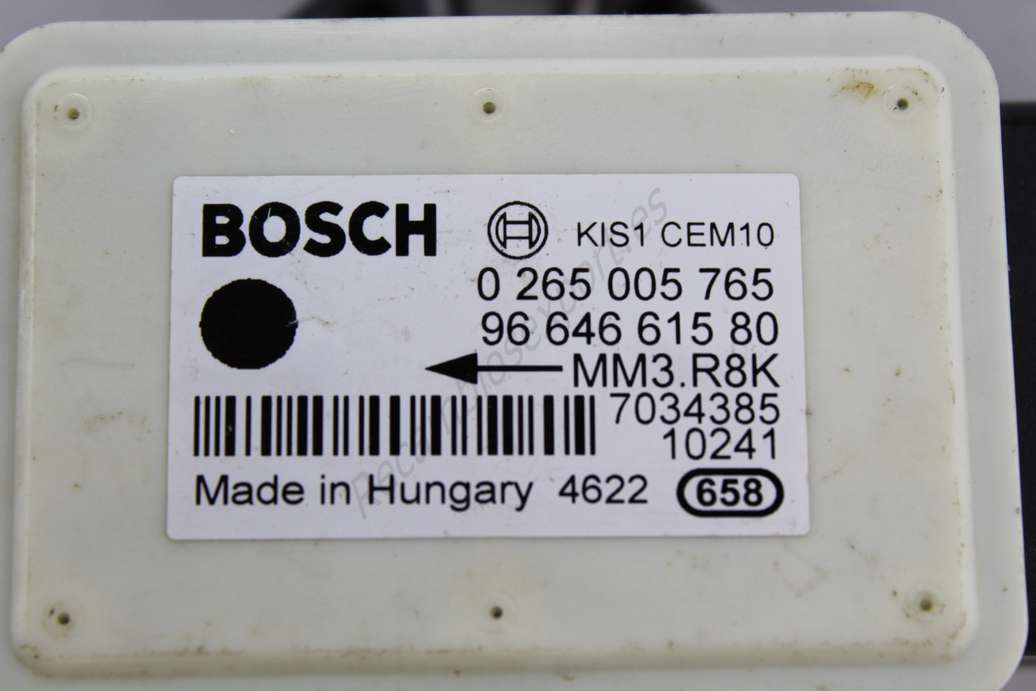 BOSCH KIS1 CEM10
0 265 005 765
96 646 615 80
MM3.R8K
7034385
10241
Made in Hungary 4622 658